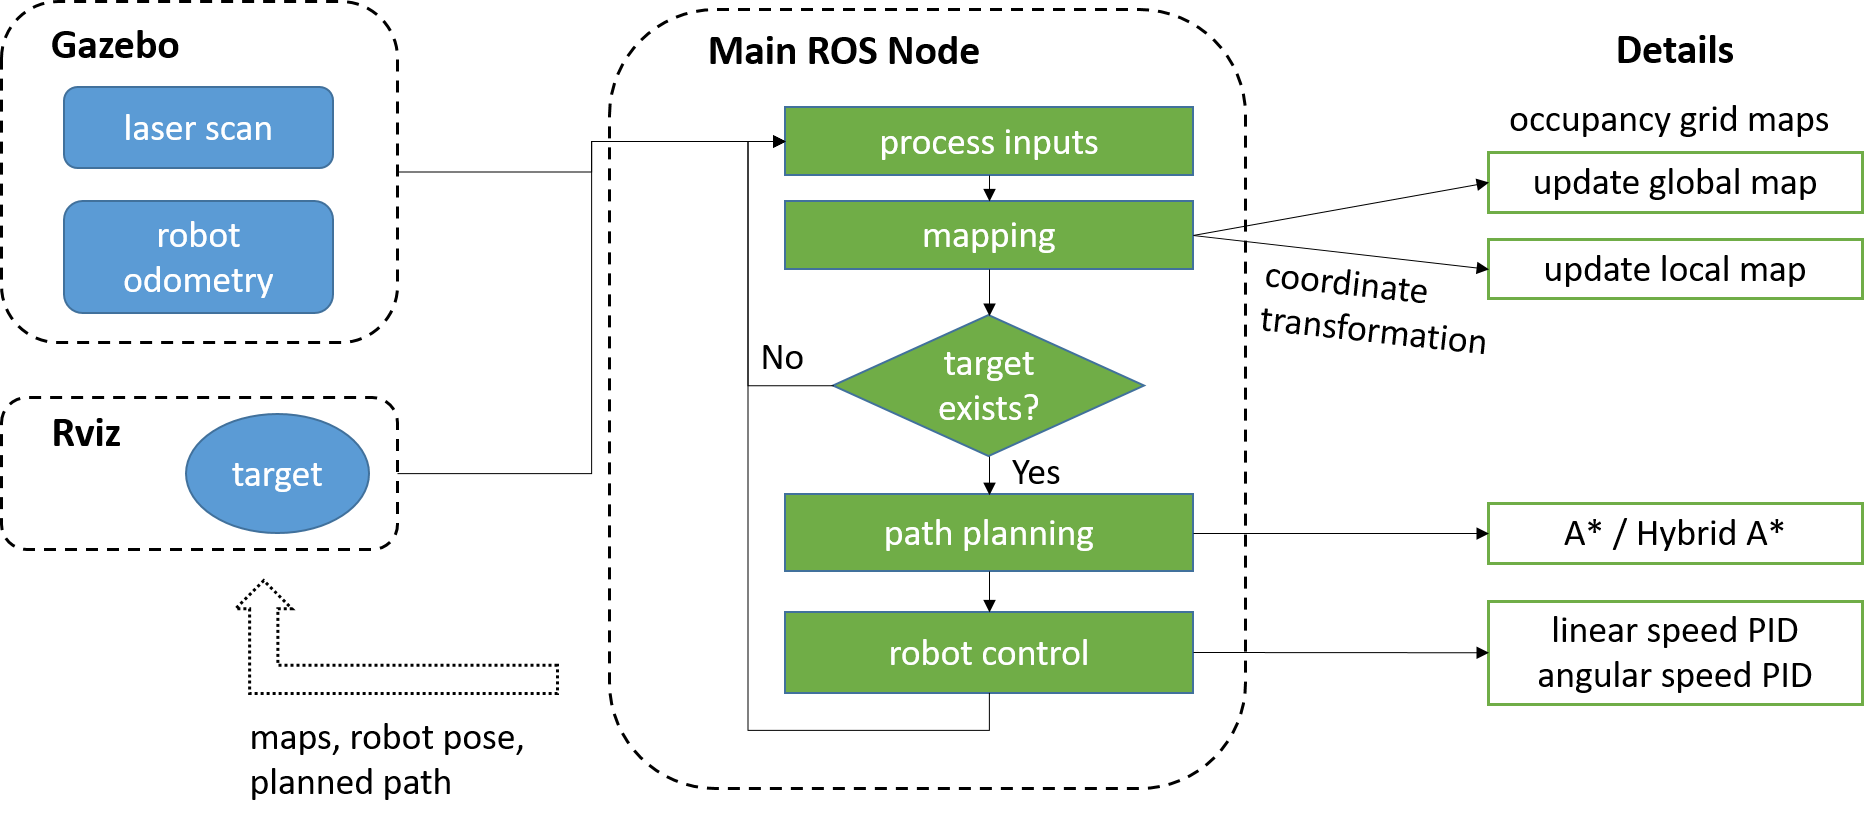 Gazebo
laser scan
robot
odometry
Rviz
target
maps, robot pose,
planned path
Main ROS Node
process inputs
mapping
target
exists?
No
Yes
path planning
robot control
Details
occupancy grid maps
update global map
update local map
coordinate
transformation
A* / Hybrid A*
linear speed PID
angular speed PID